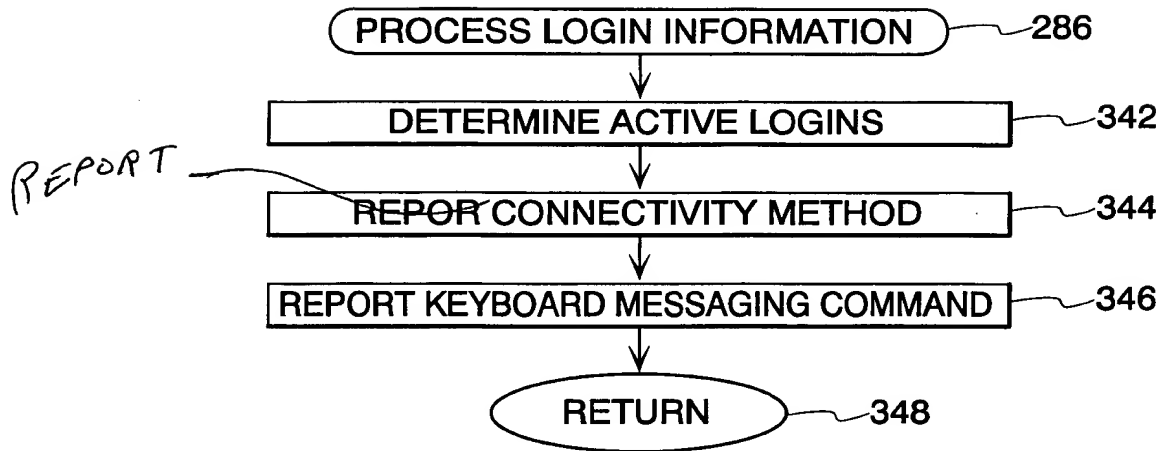 PROCESS LOGIN INFORMATION 286
DETERMINE ACTIVE LOGINS 342
REPORT
REPOR CONNECTIVITY METHOD 344
REPORT KEYBOARD MESSAGING COMMAND 346
RETURN 348